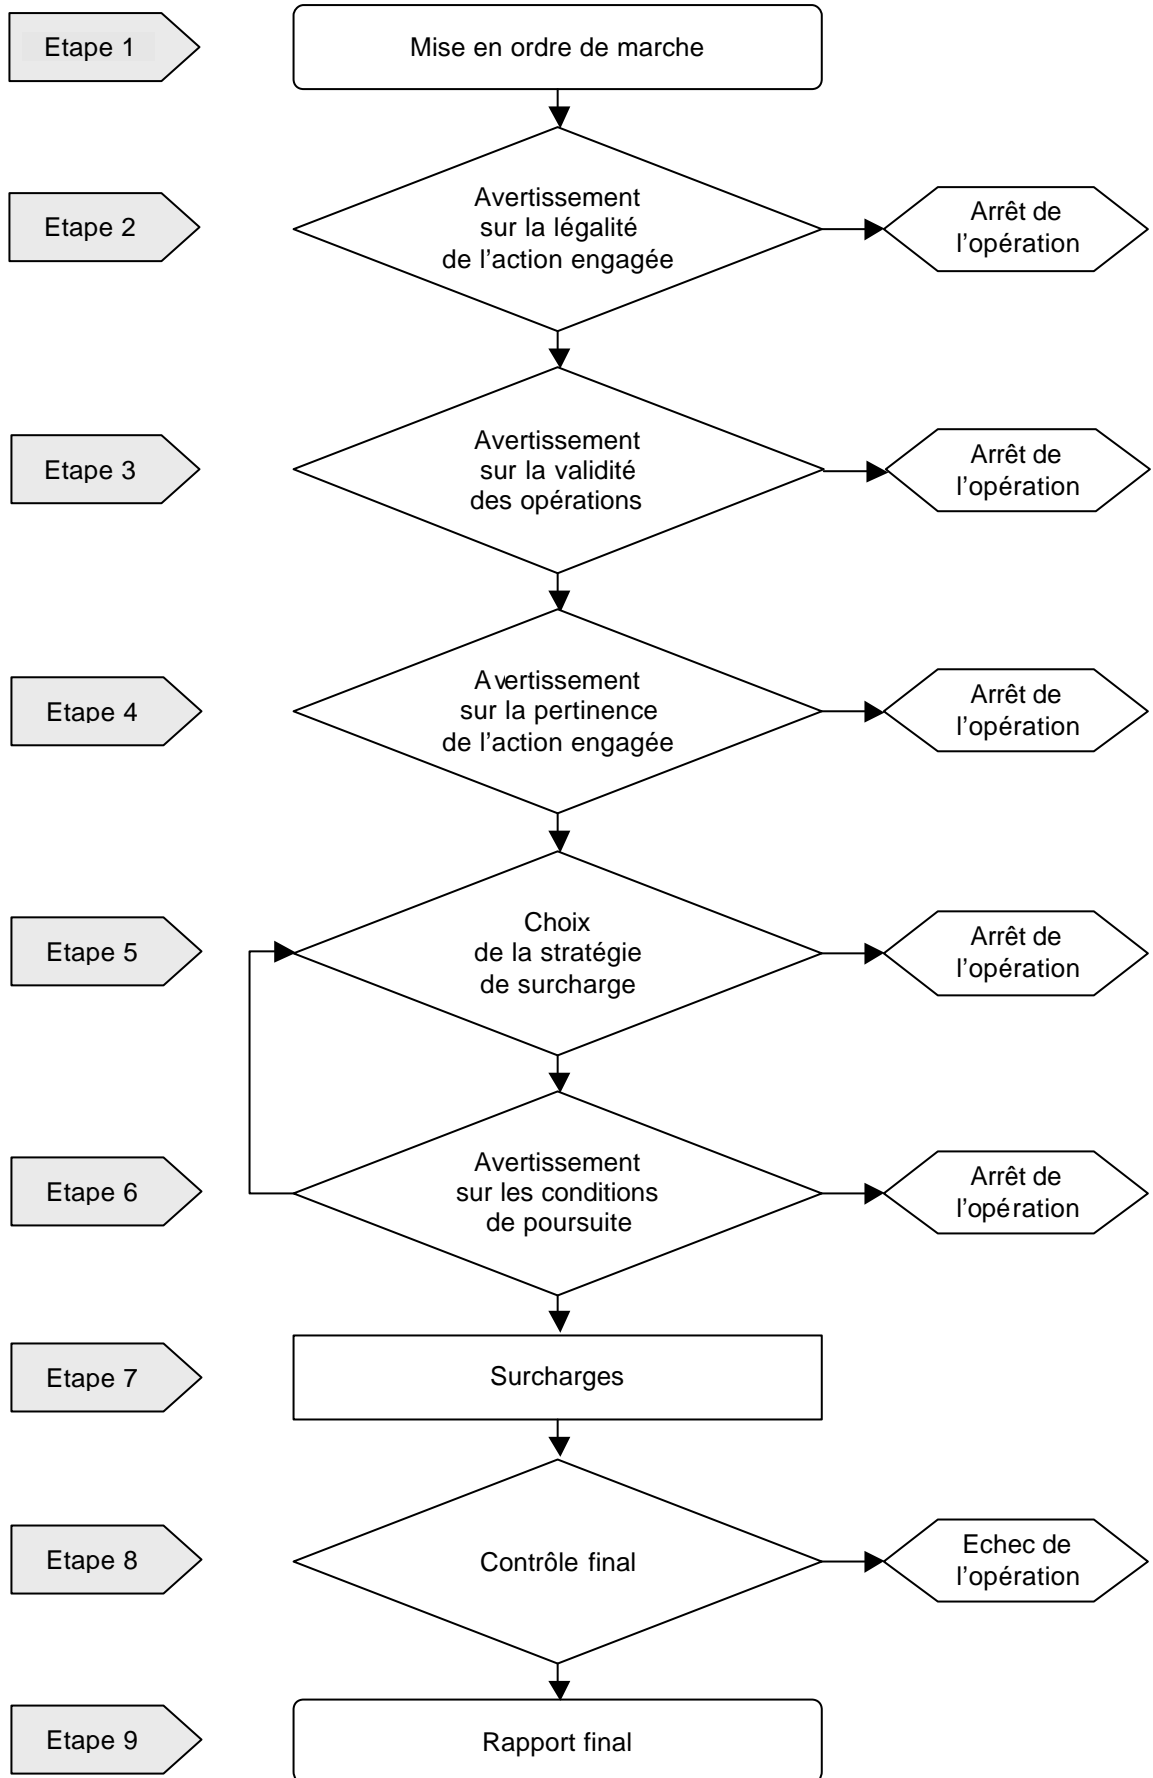 Etape 1
Mise en ordre de marche
Etape 2
Avertissement
sur la légalité
de l'action engagée
Arrêt de
l'opération
Etape 3
Avertissement
sur la validité
des opérations
Arrêt de
l'opération
Etape 4
Avertissement
sur la pertinence
de l'action engagée
Arrêt de
l'opération
Etape 5
Choix
de la stratégie
de surcharge
Arrêt de
l'opération
Etape 6
Avertissement
sur les conditions
de poursuite
Arrêt de
l'opération
Etape 7
Surcharges
Etape 8
Contrôle final
Echec de
l'opération
Etape 9
Rapport final